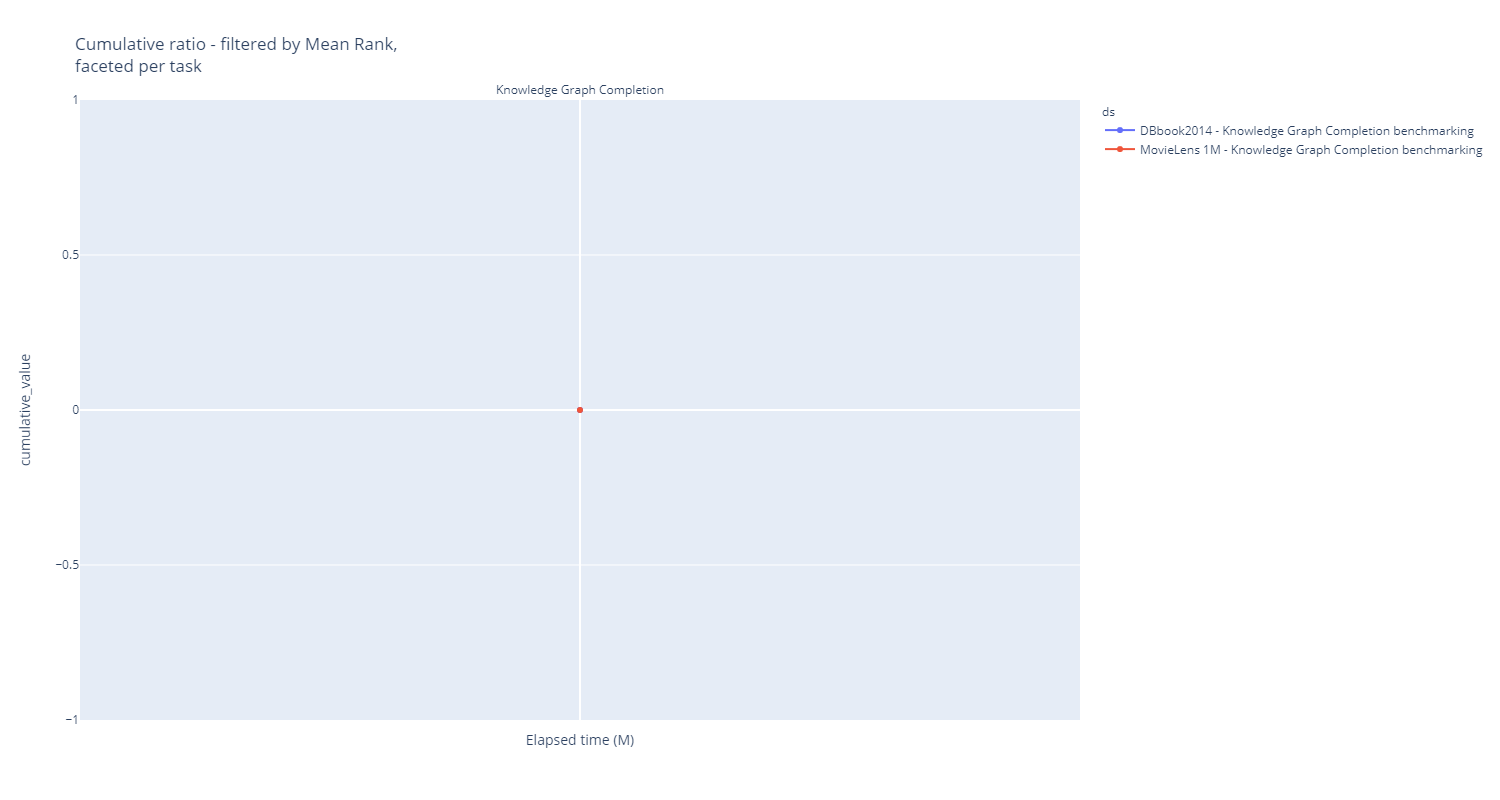 Cumulative ratio - filtered by Mean Rank,
faceted per task
Knowledge Graph Completion
1
0.5
0
−0.5
−1
cumulative_value
Elapsed time (M)
ds
DBbook2014 - Knowledge Graph Completion benchmarking
MovieLens 1M - Knowledge Graph Completion benchmarking